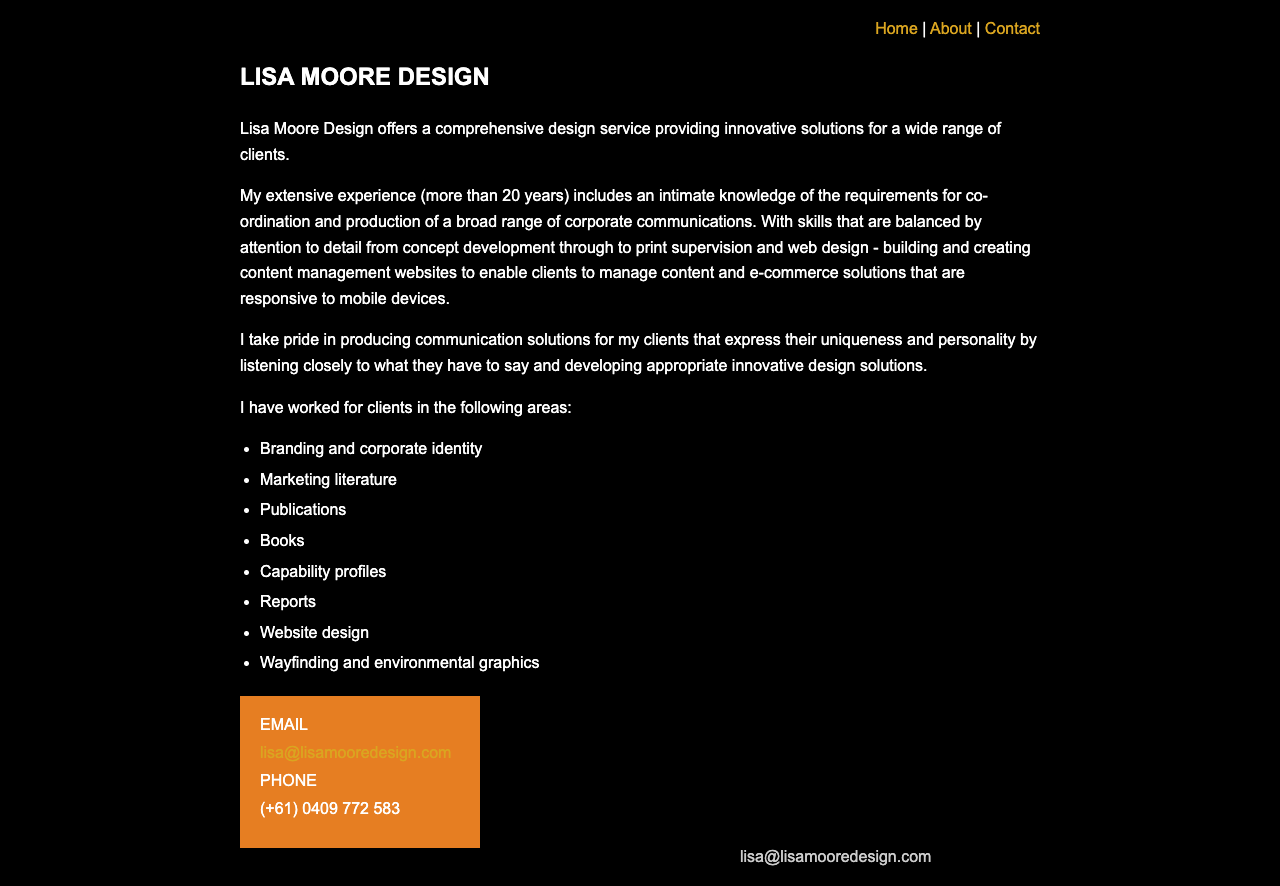 Home | About | Contact
LISA MOORE DESIGN
Lisa Moore Design offers a comprehensive design service providing innovative solutions for a wide range of
clients.
My extensive experience (more than 20 years) includes an intimate knowledge of the requirements for co-
ordination and production of a broad range of corporate communications. With skills that are balanced by
attention to detail from concept development through to print supervision and web design - building and creating
content management websites to enable clients to manage content and e-commerce solutions that are
responsive to mobile devices.
I take pride in producing communication solutions for my clients that express their uniqueness and personality by
listening closely to what they have to say and developing appropriate innovative design solutions.
I have worked for clients in the following areas:
• Branding and corporate identity
• Marketing literature
• Publications
• Books
• Capability profiles
• Reports
• Website design
• Wayfinding and environmental graphics
EMAIL
lisa@lisamooredesign.com
PHONE
(+61) 0409 772 583
lisa@lisamooredesign.com